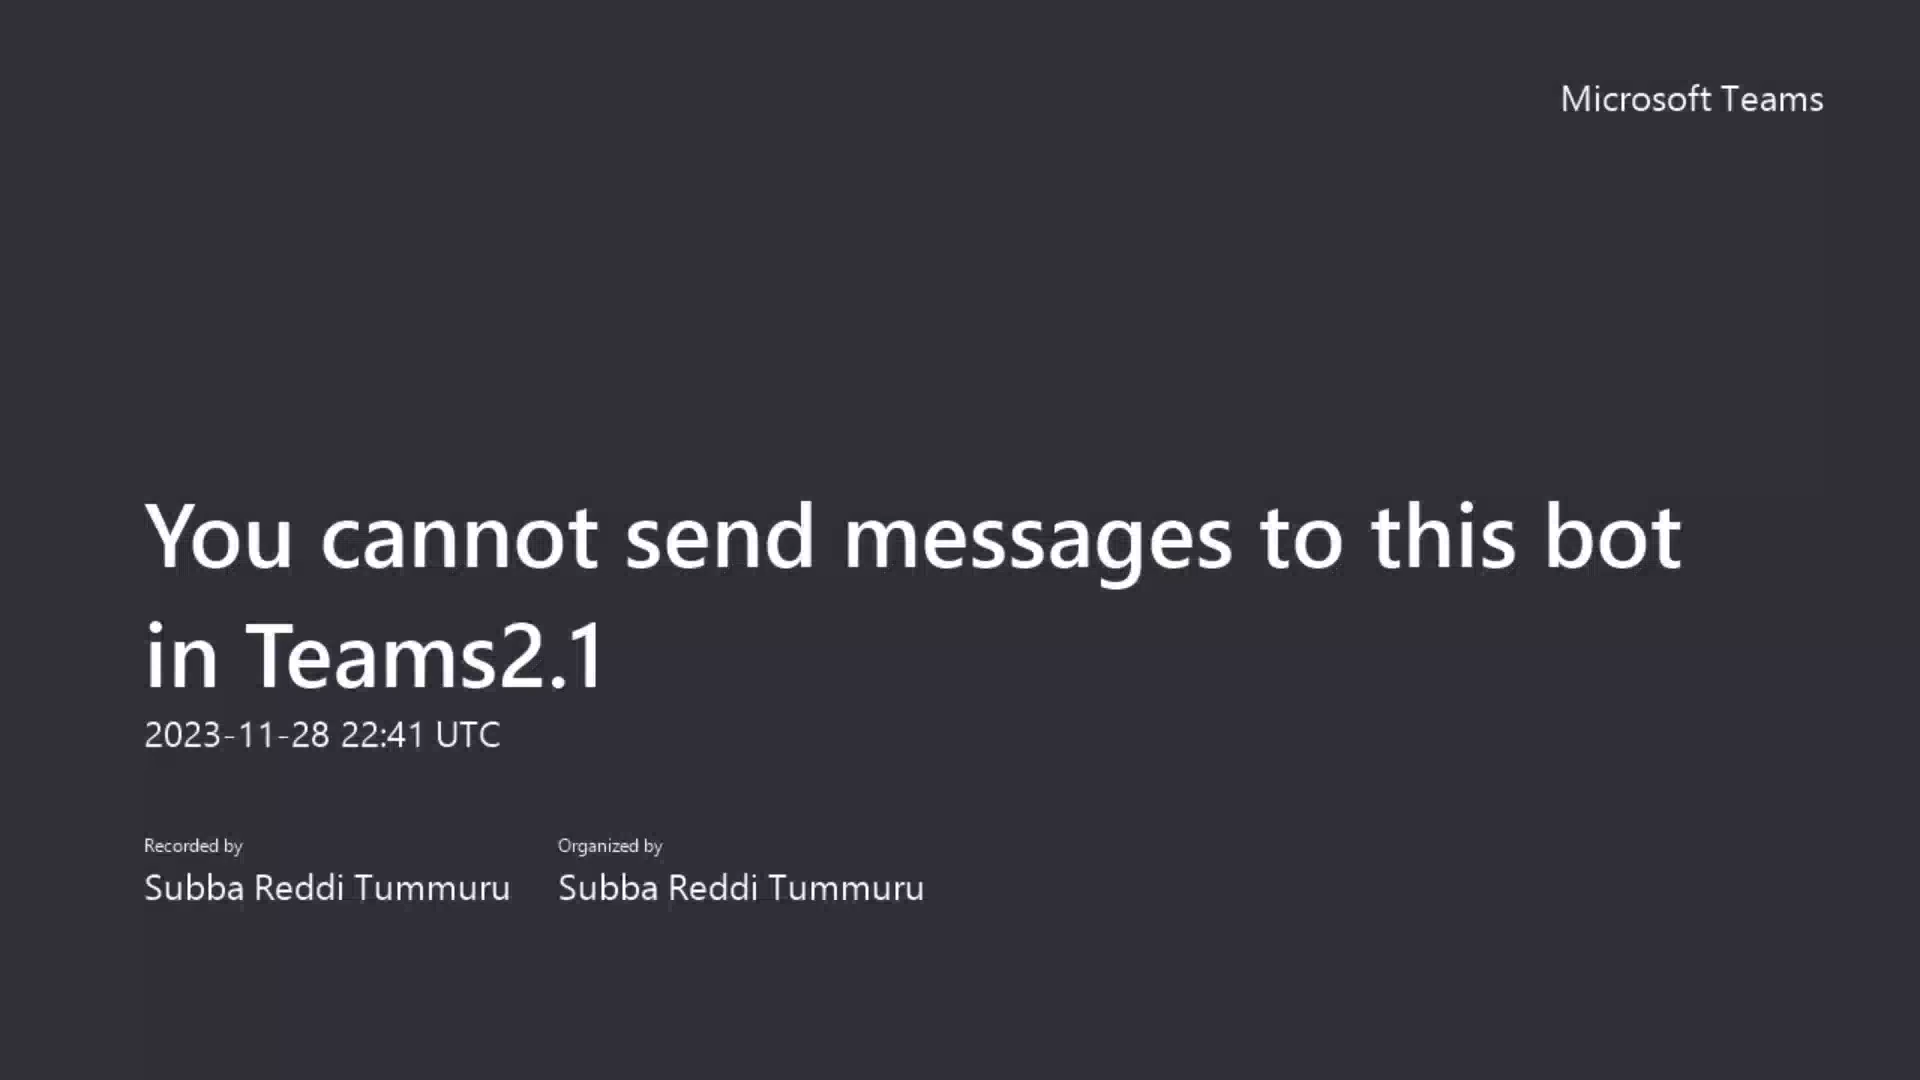 Microsoft Teams
You cannot send messages to this bot
in Teams2.1
2023-11-28 22:41 UTC
Recorded by
Subba Reddi Tummuru
Organized by
Subba Reddi Tummuru